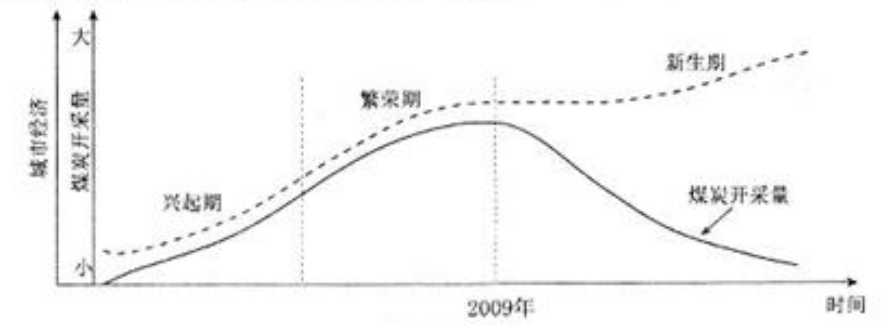 大
新生期
繁荣期
城市经济
煤炭开采量
兴起期
煤炭开采量
小
2009年
时间